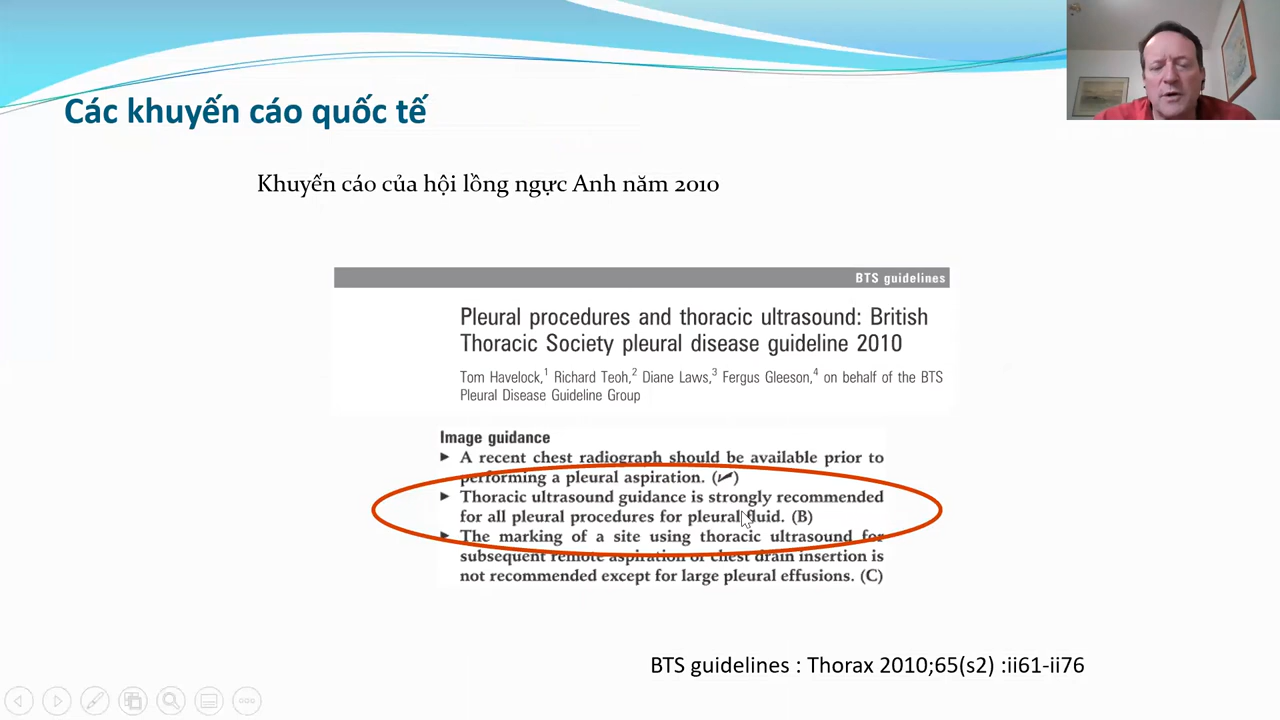 Các khuyến cáo quốc tế
Khuyến cáo của hội lồng ngực Anh năm 2010
BTS guidelines
Pleural procedures and thoracic ultrasound: British
Thoracic Society pleural disease guideline 2010
Tom Havelock,1 Richard Teoh,2 Diane Laws,3 Fergus Gleeson,4 on behalf of the BTS
Pleural Disease Guideline Group
Image guidance
▶ A recent chest radiograph should be available prior to
performing a pleural aspiration. (✓)
▶ Thoracic ultrasound guidance is strongly recommended
for all pleural procedures for pleural fluid. (B)
▶ The marking of a site using thoracic ultrasound for
subsequent remote aspiration or chest drain insertion is
not recommended except for large pleural effusions. (C)
BTS guidelines : Thorax 2010;65(s2) :ii61-ii76